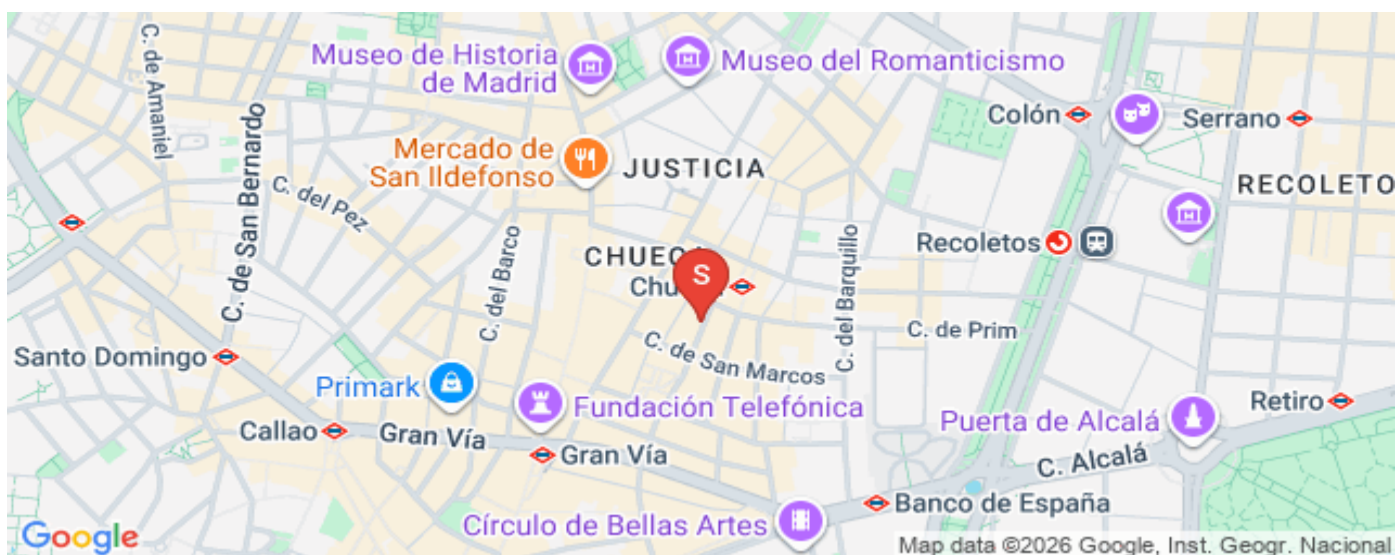 Museo de Historia
de Madrid
Museo del Romanticismo
C. de Amaniel
C. de San Bernardo
Colón
Serrano
Mercado de
San Ildefonso
JUSTICIA
RECOLETO
C. del Pez
C. del Barco
CHUECA
S
Recoletos
C. del Barquillo
C. de Prim
C. de San Marcos
Santo Domingo
Primark
Fundación Telefónica
Puerta de Alcalá
Retiro
Callao
Gran Vía
Gran Vía
C. Alcalá
Banco de España
Círculo de Bellas Artes
Google
Map data ©2026 Google, Inst. Geogr. Nacional